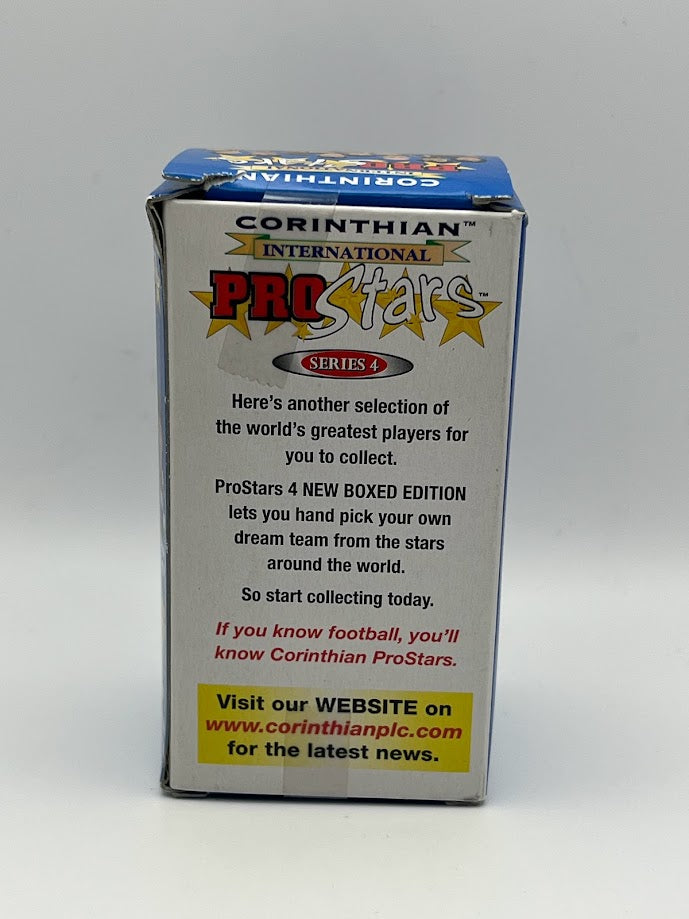 CORINTHIAN
CORINTHIAN™
INTERNATIONAL
PROStars™
SERIES 4
Here's another selection of
the world's greatest players for
you to collect.
ProStars 4 NEW BOXED EDITION
lets you hand pick your own
dream team from the stars
around the world.
So start collecting today.
If you know football, you'll
know Corinthian ProStars.
Visit our WEBSITE on
www.corinthianplc.com
for the latest news.